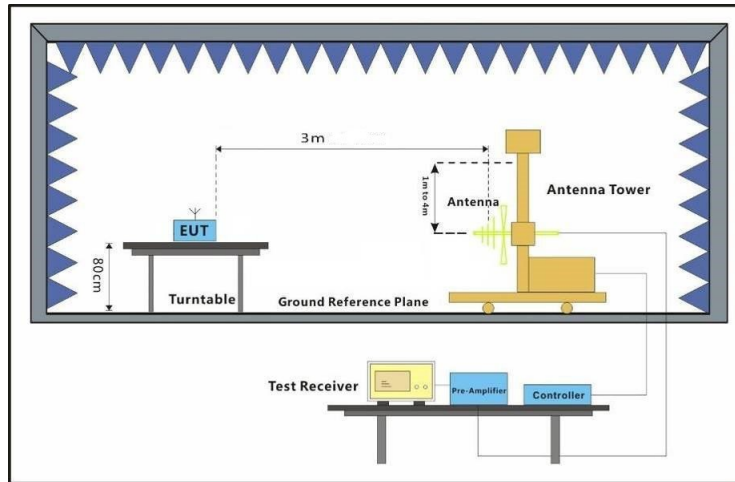 3m
1m to 4m
Antenna
Antenna Tower
EUT
80cm
Turntable
Ground Reference Plane
Test Receiver
Pre-Amplifier
Controller